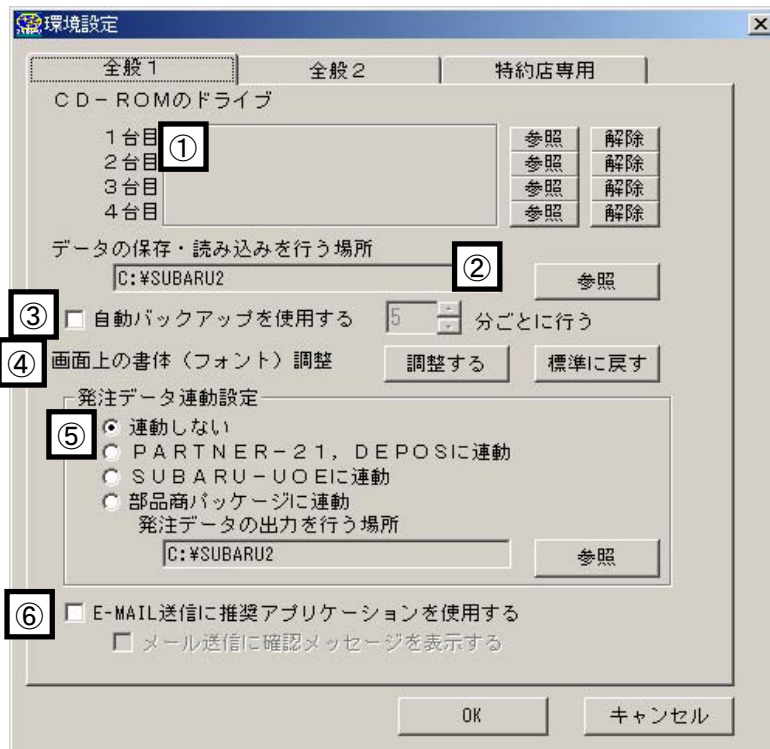 環境設定
全般１ 全般２ 特約店専用
ＣＤ－ＲＯＭのドライブ
１台目 ① 参照 解除
２台目 参照 解除
３台目 参照 解除
４台目 参照 解除
データの保存・読み込みを行う場所 ②
C:¥SUBARU2 参照
③ 自動バックアップを使用する 5 分ごとに行う
④ 画面上の書体（フォント）調整 調整する 標準に戻す
発注データ連動設定
⑤ 連動しない
ＰＡＲＴＮＥＲ－２１，ＤＥＰＯＳに連動
ＳＵＢＡＲＵ－ＵＯＥに連動
部品商パッケージに連動
発注データの出力を行う場所
C:¥SUBARU2 参照
⑥ E-MAIL送信に推奨アプリケーションを使用する
メール送信に確認メッセージを表示する
OK キャンセル